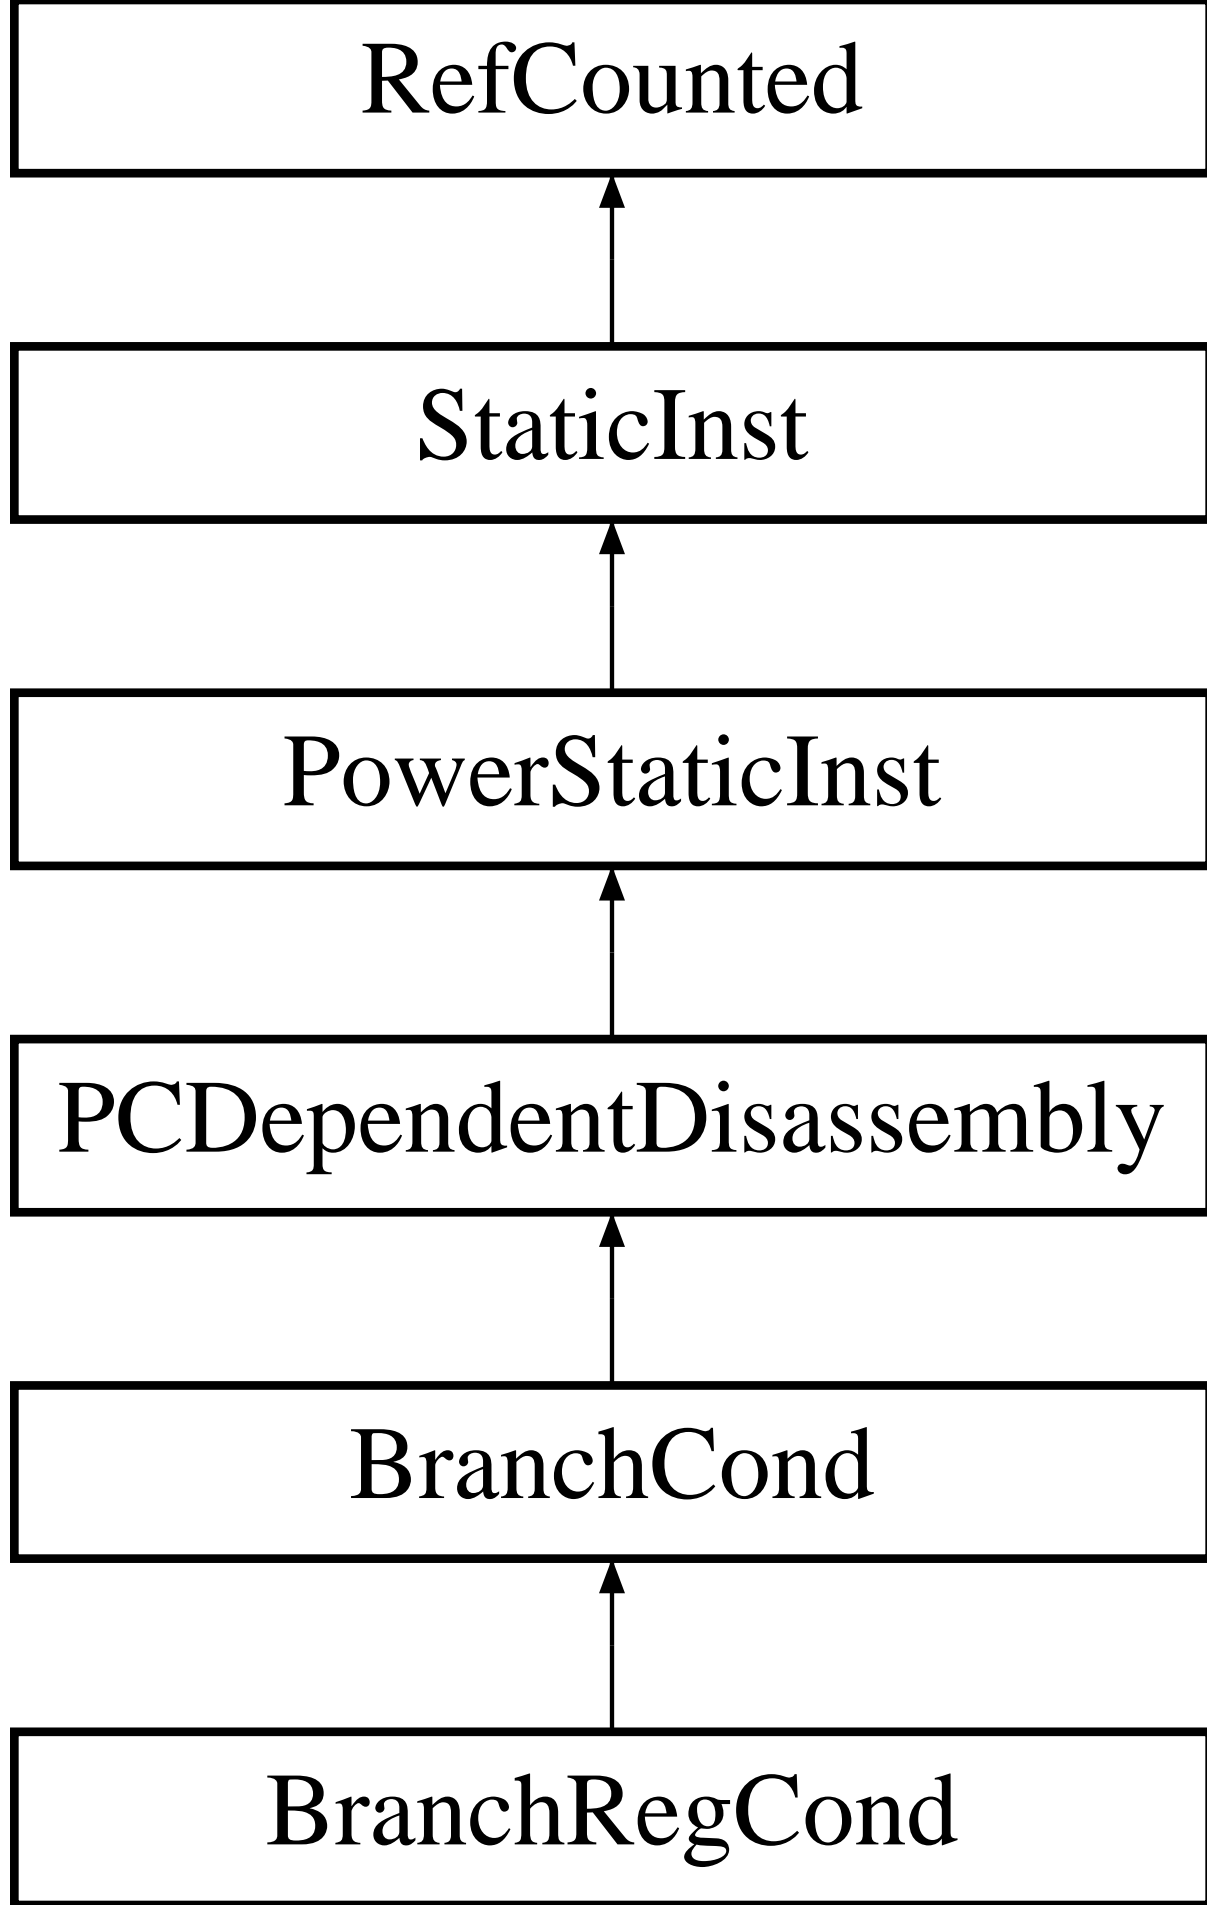 RefCounted
StaticInst
PowerStaticInst
PCDependentDisassembly
BranchCond
BranchRegCond